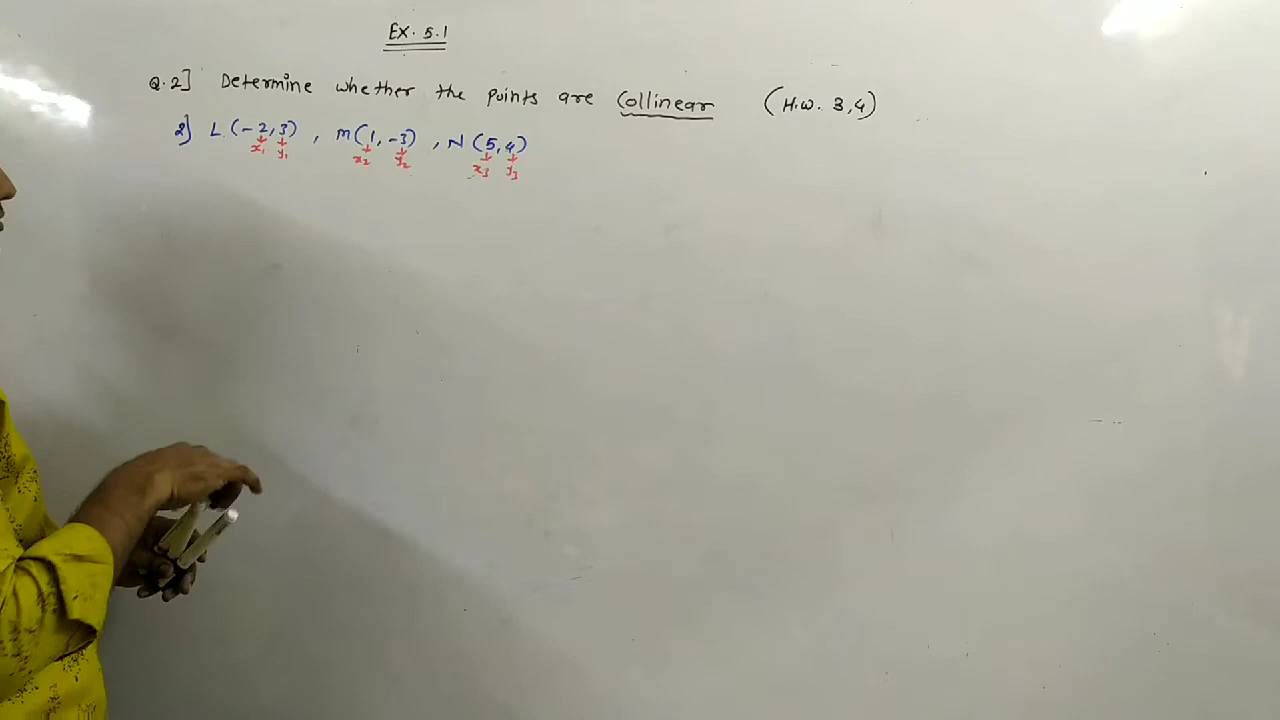 Ex. 5.1
Q.2] Determine whether the points are Collinear (H.W. 3,4)
2] L (-2,3) , M(1,-3) , N (5,4)
x₁ y₁ x₂ y₂ x₃ y₃